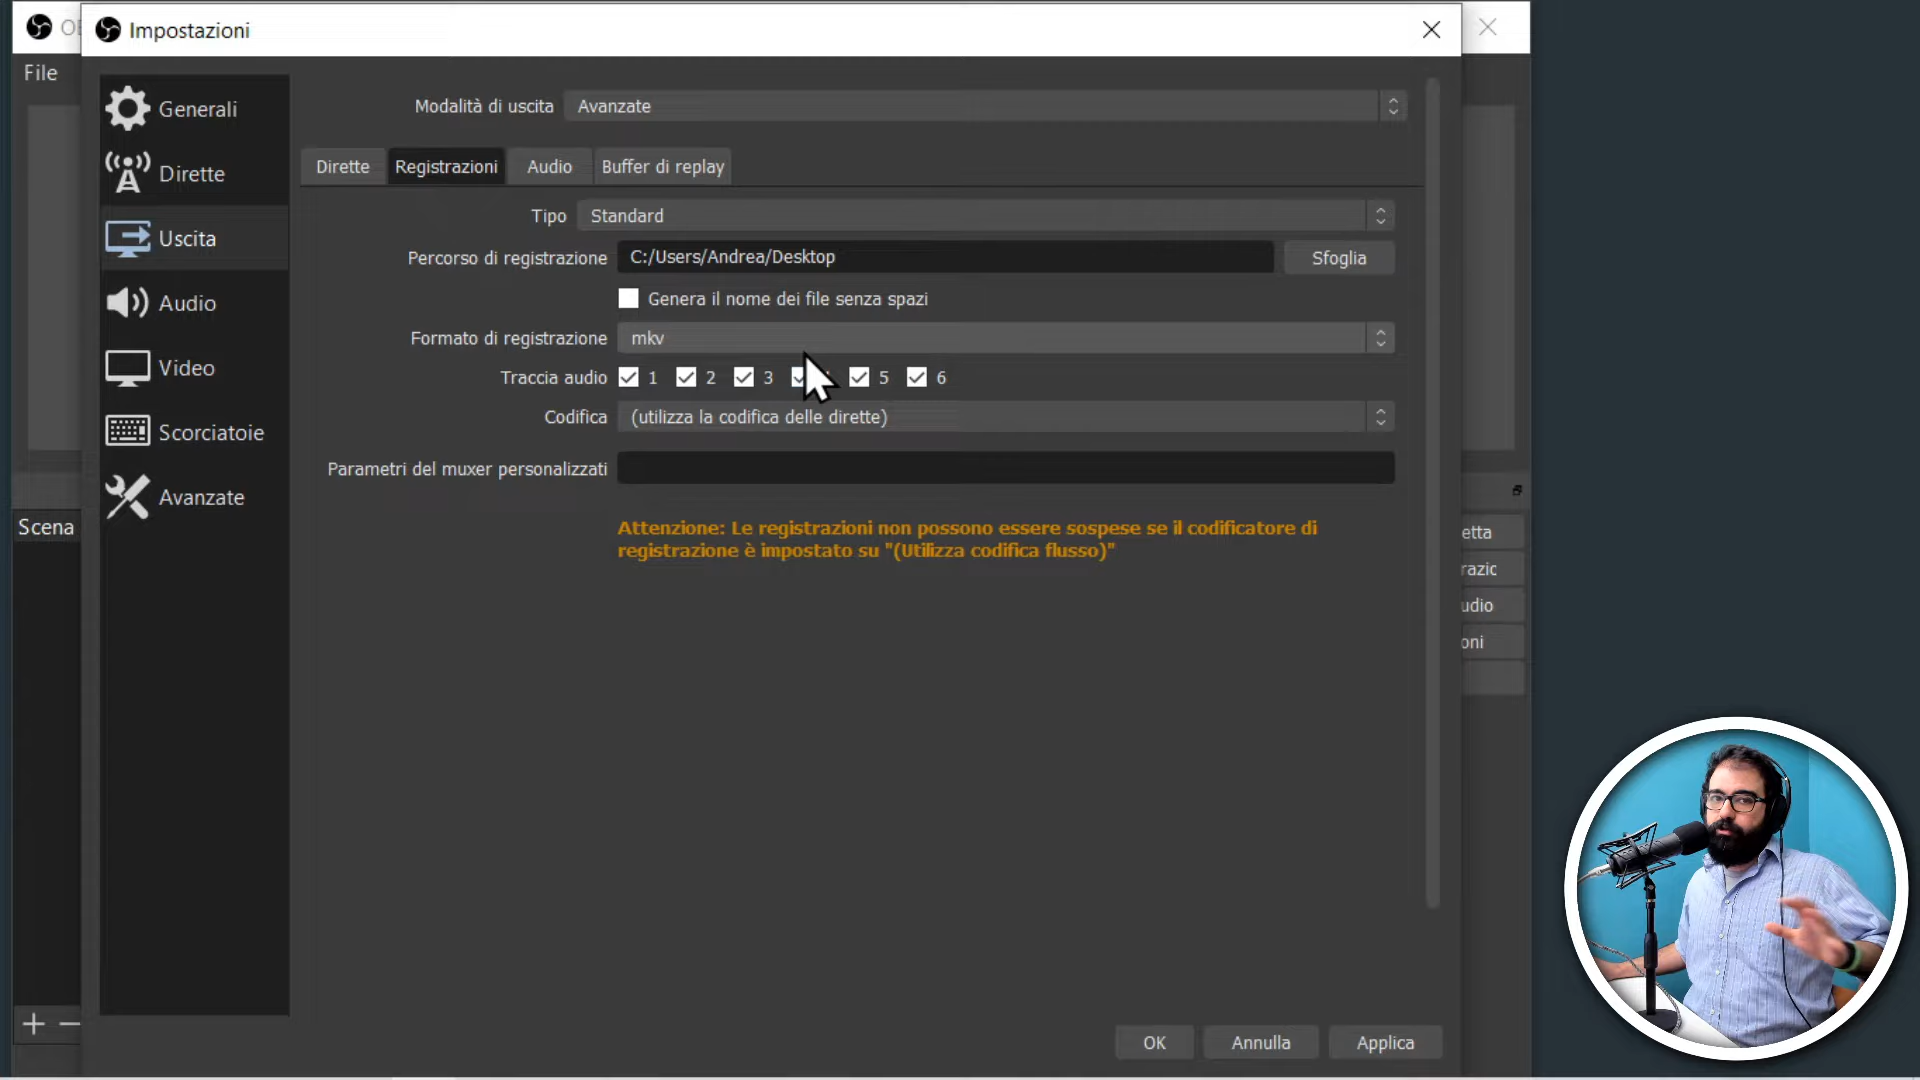 Impostazioni
File
Generali
Dirette
Uscita
Audio
Video
Scorciatoie
Avanzate
Modalità di uscita Avanzate
Dirette Registrazioni Audio Buffer di replay
Tipo Standard
Percorso di registrazione C:/Users/Andrea/Desktop Sfoglia
Genera il nome dei file senza spazi
Formato di registrazione mkv
Traccia audio 1 2 3 5 6
Codifica (utilizza la codifica delle dirette)
Parametri del muxer personalizzati
Attenzione: Le registrazioni non possono essere sospese se il codificatore di
registrazione è impostato su "(Utilizza codifica flusso)"
Scena
etta
razic
udio
oni
OK Annulla Applica